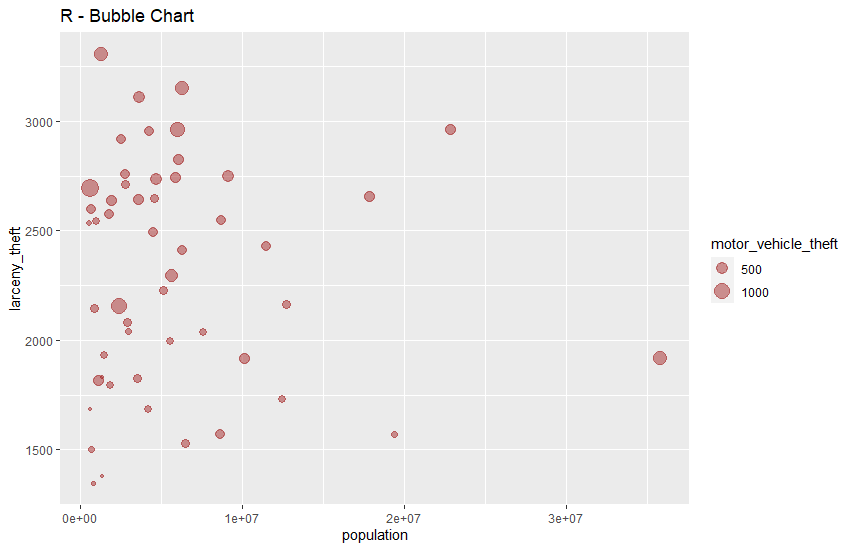 R - Bubble Chart
larceny_theft
3000
2500
2000
1500
0e+00 1e+07 2e+07 3e+07
population
motor_vehicle_theft
500
1000